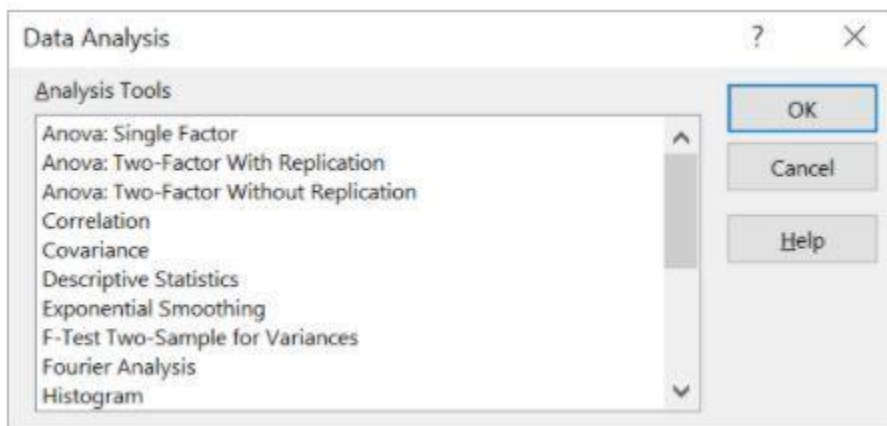 Data Analysis ?
Analysis Tools
Anova: Single Factor
Anova: Two-Factor With Replication
Anova: Two-Factor Without Replication
Correlation
Covariance
Descriptive Statistics
Exponential Smoothing
F-Test Two-Sample for Variances
Fourier Analysis
Histogram
OK
Cancel
Help